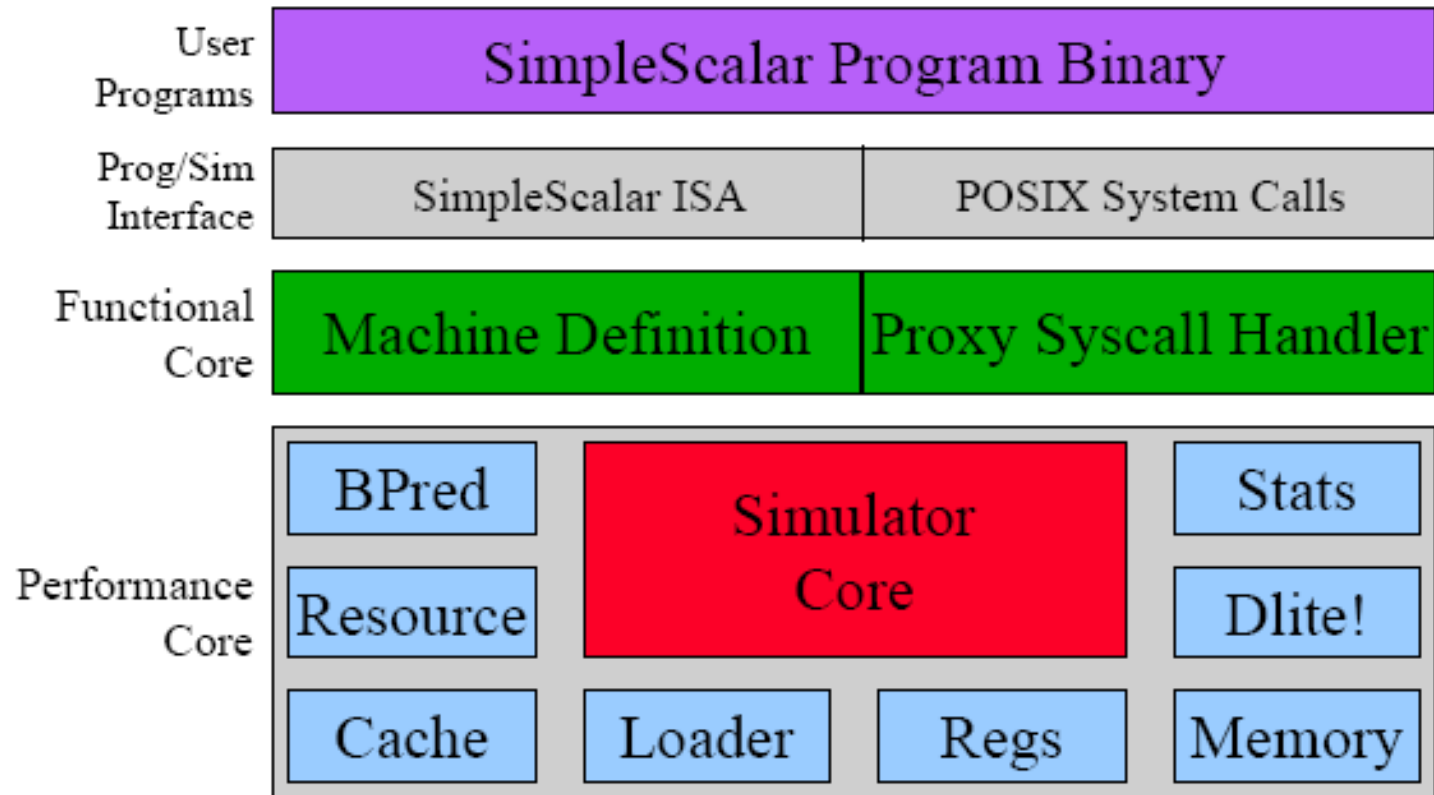 User
Programs
SimpleScalar Program Binary
Prog/Sim
Interface
SimpleScalar ISA
POSIX System Calls
Functional
Core
Machine Definition
Proxy Syscall Handler
Performance
Core
BPred
Simulator
Core
Stats
Resource
Dlite!
Cache
Loader
Regs
Memory